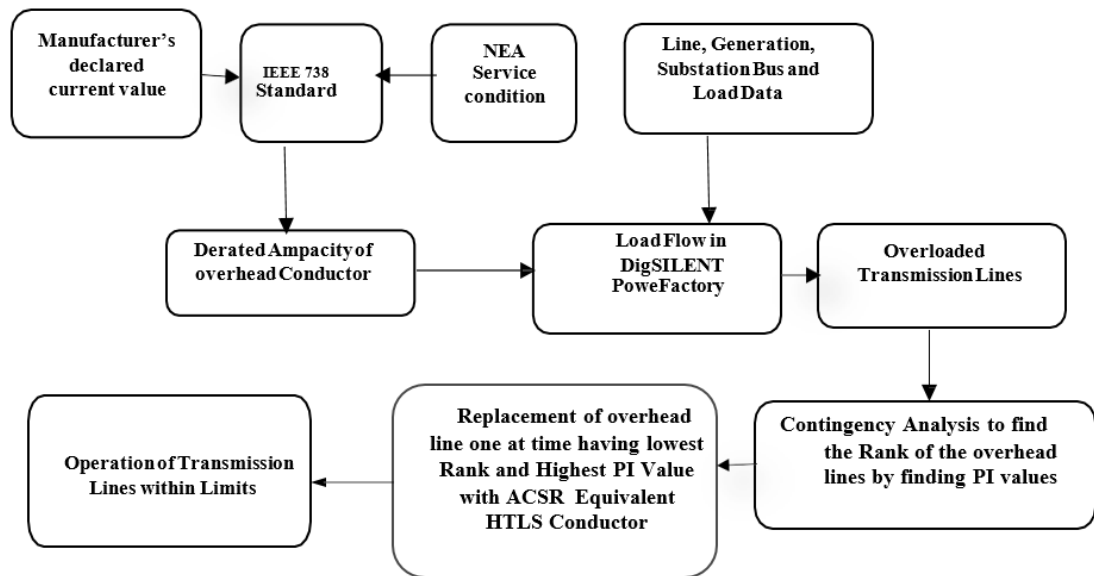 Manufacturer's
declared
current value
IEEE 738
Standard
NEA
Service
condition
Line, Generation,
Substation Bus and
Load Data
Derated Ampacity of
overhead Conductor
Load Flow in
DigSILENT
PoweFactory
Overloaded
Transmission Lines
Operation of Transmission
Lines within Limits
Replacement of overhead
line one at time having lowest
Rank and Highest PI Value
with ACSR Equivalent
HTLS Conductor
Contingency Analysis to find
the Rank of the overhead
lines by finding PI values